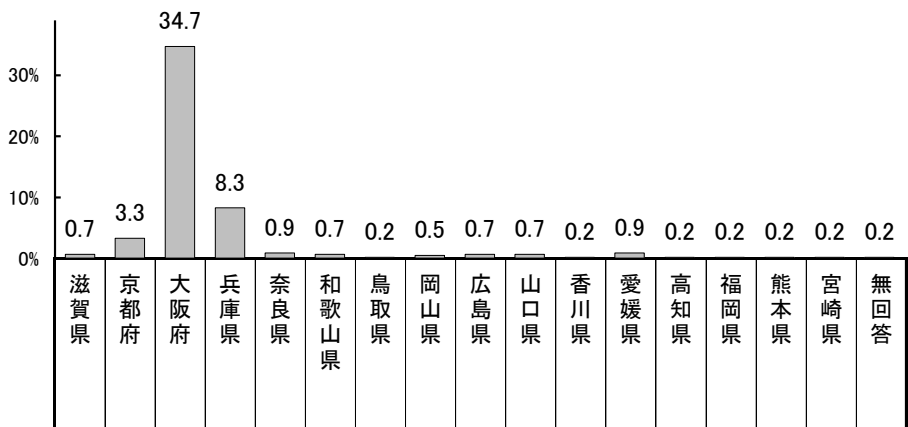 34.7
30%
20%
10%
0%
0.7
3.3
8.3
0.9
0.7
0.2
0.5
0.7
0.7
0.2
0.9
0.2
0.2
0.2
0.2
0.2
滋賀県
京都府
大阪府
兵庫県
奈良県
和歌山県
鳥取県
岡山県
広島県
山口県
香川県
愛媛県
高知県
福岡県
熊本県
宮崎県
無回答